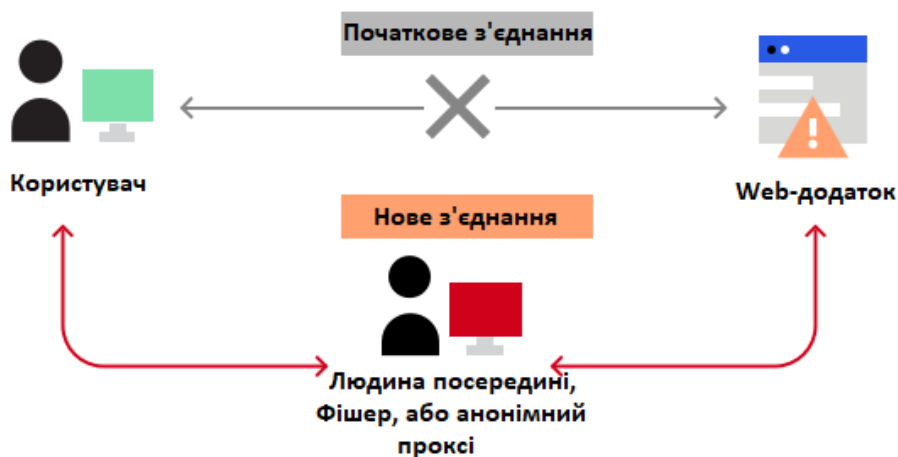 Початкове з'єднання
Користувач
Web-додаток
Нове з'єднання
Людина посередині,
Фішер, або анонімний
проксі